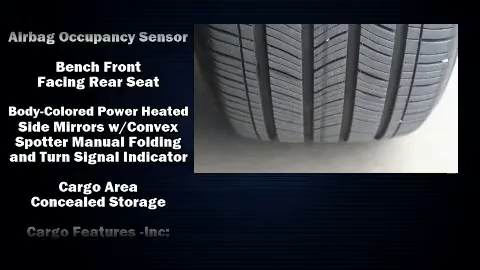 Airbag Occupancy Sensor
Bench Front
Facing Rear Seat
Body-Colored Power Heated
Side Mirrors w/Convex
Spotter Manual Folding
and Turn Signal Indicator
Cargo Area
Concealed Storage
Cargo Features -Inc: